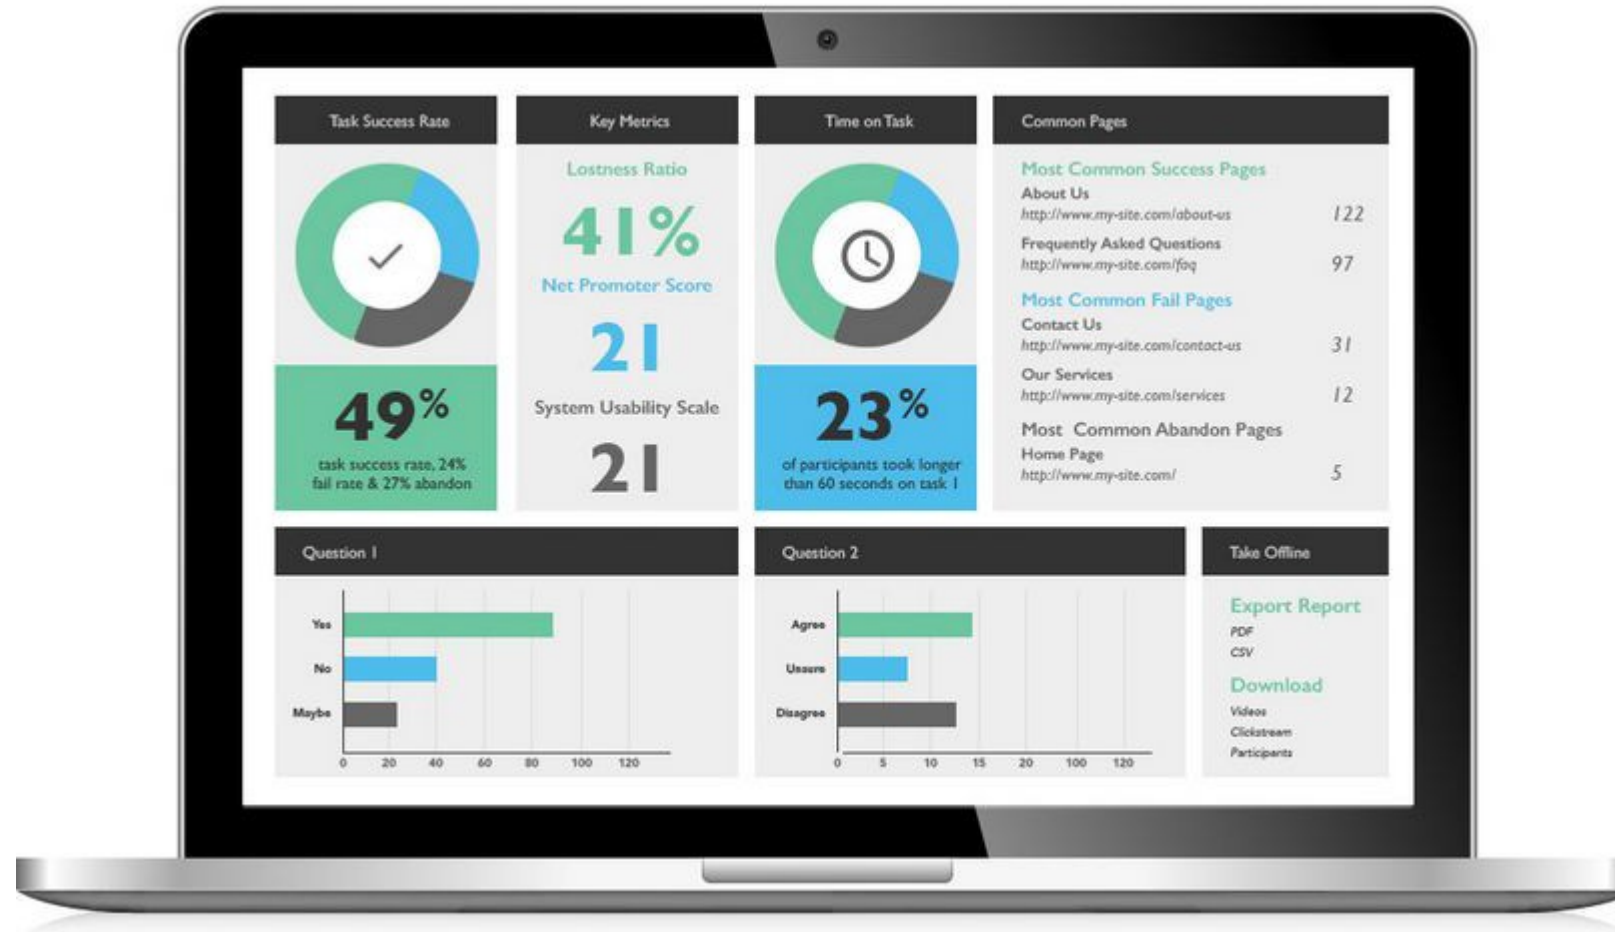 Task Success Rate
49%
task success rate, 24%
fail rate & 27% abandon
Key Metrics
Lostness Ratio
41%
Net Promoter Score
21
System Usability Scale
21
Time on Task
23%
of participants took longer
than 60 seconds on task 1
Common Pages
Most Common Success Pages
About Us
http://www.my-site.com/about-us 122
Frequently Asked Questions
http://www.my-site.com/faq 97
Most Common Fail Pages
Contact Us
http://www.my-site.com/contact-us 31
Our Services
http://www.my-site.com/services 12
Most Common Abandon Pages
Home Page
http://www.my-site.com/ 5
Question 1
Yes
No
Maybe
0 20 40 60 80 100 120
Question 2
Agree
Unsure
Disagree
0 5 10 15 20 100 120
Take Offline
Export Report
PDF
CSV
Download
Videos
Clickstream
Participants